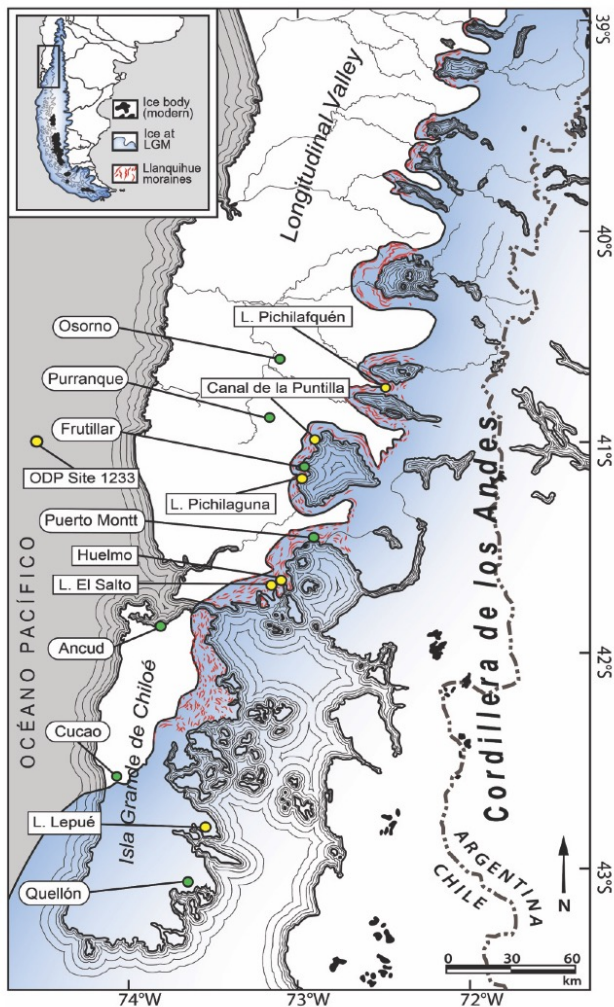 Ice body
(modern)
Ice at
LGM
Llanquihue
moraines
39°S
40°S
41°S
42°S
43°S
Longitudinal Valley
L. Pichilafquén
Osorno
Canal de la Puntilla
Purranque
Frutillar
ODP Site 1233
L. Pichilaguna
Puerto Montt
Huelmo
L. El Salto
Ancud
Cucao
L. Lepué
Quellón
OCÉANO PACÍFICO
Isla Grande de Chiloé
Cordillera de los Andes
ARGENTINA
CHILE
N
0 30 60
km
74°W
73°W
72°W